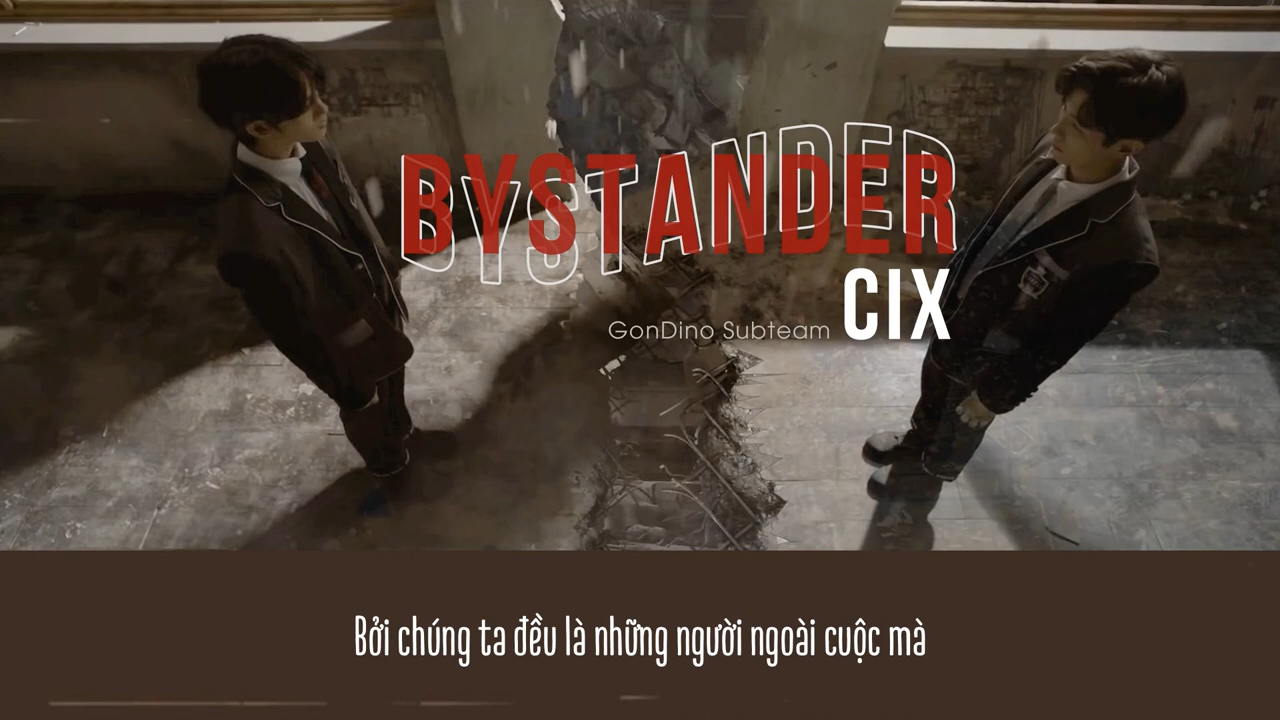 BYSTANDER
CIX
GonDino Subteam
Bởi chúng ta đều là những người ngoài cuộc mà